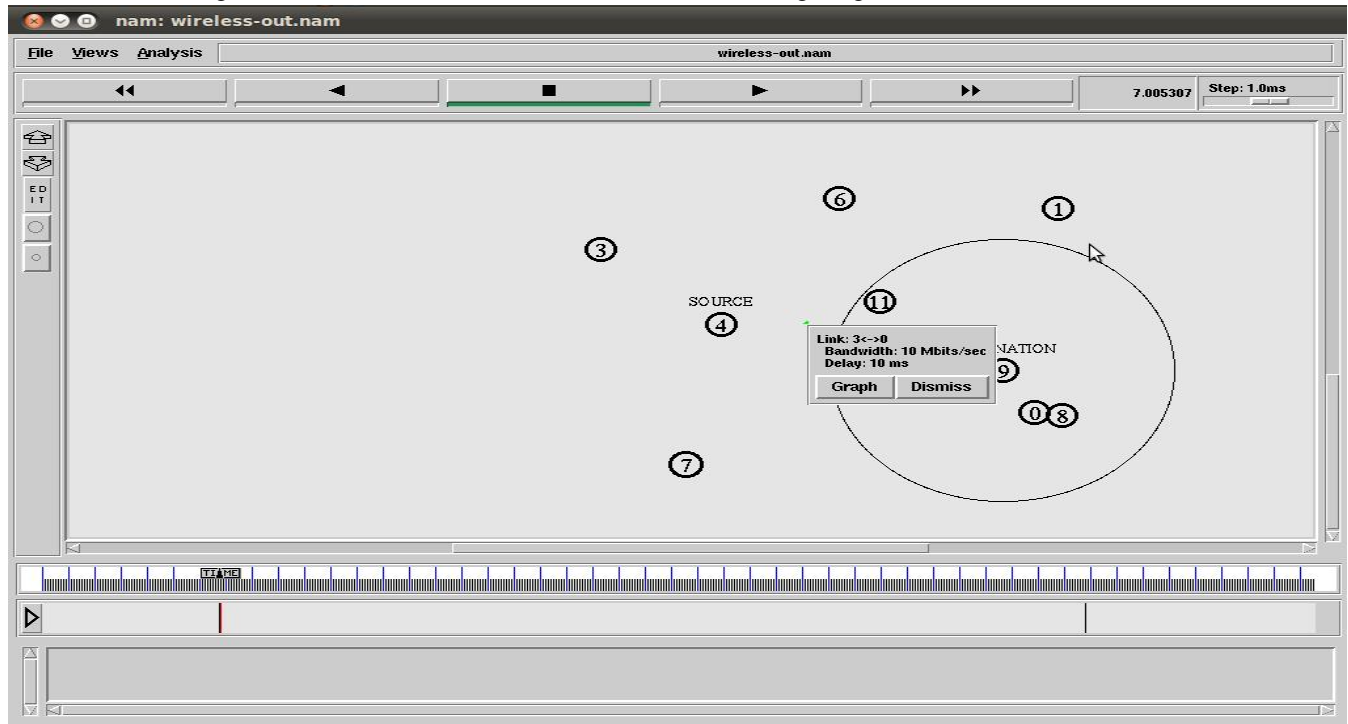 nam: wireless-out.nam
File Views Analysis wireless-out.nam
7.005307 Step: 1.0ms
ED
IT
6
1
3
11
SOURCE
4
Link: 3<->0
Bandwidth: 10 Mbits/sec
Delay: 10 ms
Graph Dismiss
NATION
9
0 8
7
TIME